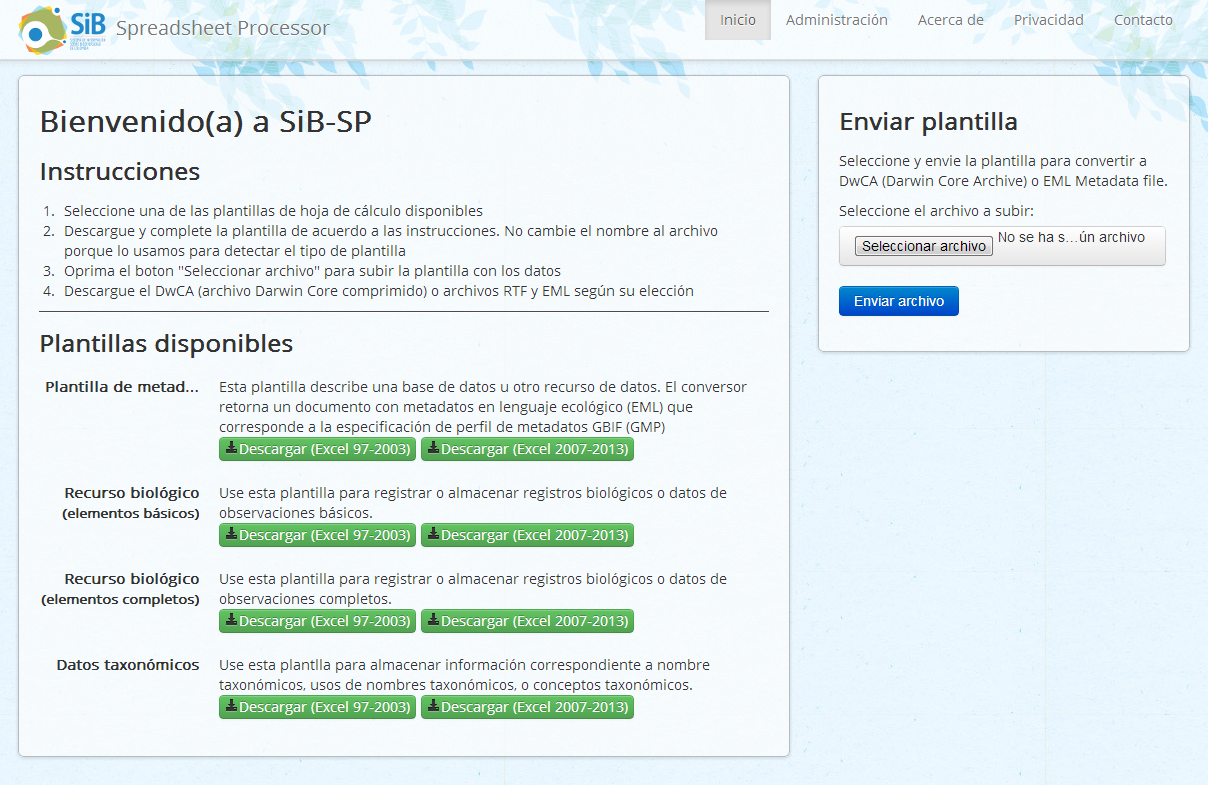 SiB
Spreadsheet Processor
Inicio
Administración
Acerca de
Privacidad
Contacto
Bienvenido(a) a SiB-SP
Instrucciones
1. Seleccione una de las plantillas de hoja de cálculo disponibles
2. Descargue y complete la plantilla de acuerdo a las instrucciones. No cambie el nombre al archivo
porque lo usamos para detectar el tipo de plantilla
3. Oprima el boton "Seleccionar archivo" para subir la plantilla con los datos
4. Descargue el DwCA (archivo Darwin Core comprimido) o archivos RTF y EML según su elección
Plantillas disponibles
Plantilla de metad...
Esta plantilla describe una base de datos u otro recurso de datos. El conversor
retorna un documento con metadatos en lenguaje ecológico (EML) que
corresponde a la especificación de perfil de metadatos GBIF (GMP)
Descargar (Excel 97-2003) Descargar (Excel 2007-2013)
Recurso biológico
(elementos básicos)
Use esta plantilla para registrar o almacenar registros biológicos o datos de
observaciones básicos.
Descargar (Excel 97-2003) Descargar (Excel 2007-2013)
Recurso biológico
(elementos completos)
Use esta plantilla para registrar o almacenar registros biológicos o datos de
observaciones completos.
Descargar (Excel 97-2003) Descargar (Excel 2007-2013)
Datos taxonómicos
Use esta plantlla para almacenar información correspondiente a nombre
taxonómicos, usos de nombres taxonómicos, o conceptos taxonómicos.
Descargar (Excel 97-2003) Descargar (Excel 2007-2013)
Enviar plantilla
Seleccione y envie la plantilla para convertir a
DwCA (Darwin Core Archive) o EML Metadata file.
Seleccione el archivo a subir:
Seleccionar archivo No se ha s...ún archivo
Enviar archivo